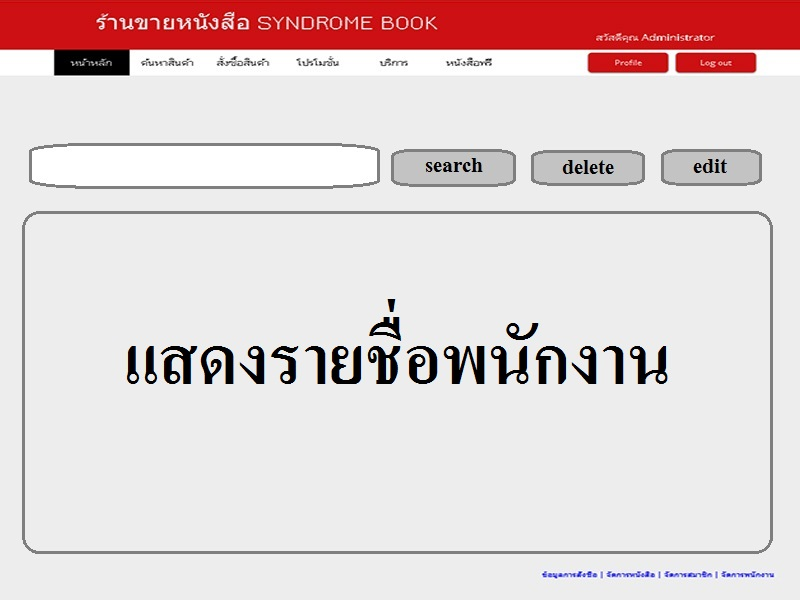 ร้านขายหนังสือ SYNDROME BOOK
สวัสดีคุณ Administrator
หน้าหลัก ค้นหาสินค้า สั่งซื้อสินค้า โปรโมชั่น บริการ หนังสือฟรี Profile Log out
search delete edit
แสดงรายชื่อพนักงาน
ข้อมูลการสั่งซื้อ | จัดการหนังสือ | จัดการสมาชิก | จัดการพนักงาน